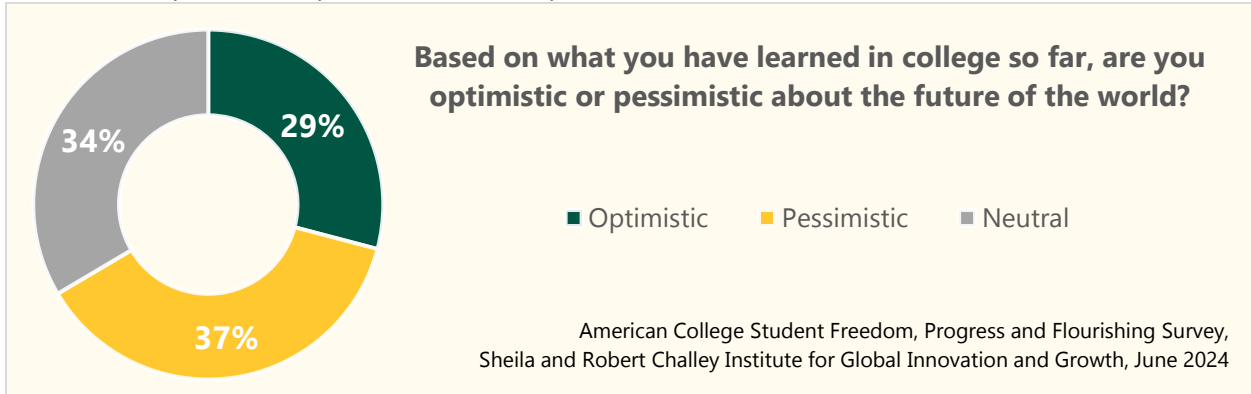 Based on what you have learned in college so far, are you
optimistic or pessimistic about the future of the world?
29%
34%
37%
Optimistic Pessimistic Neutral
American College Student Freedom, Progress and Flourishing Survey,
Sheila and Robert Challey Institute for Global Innovation and Growth, June 2024